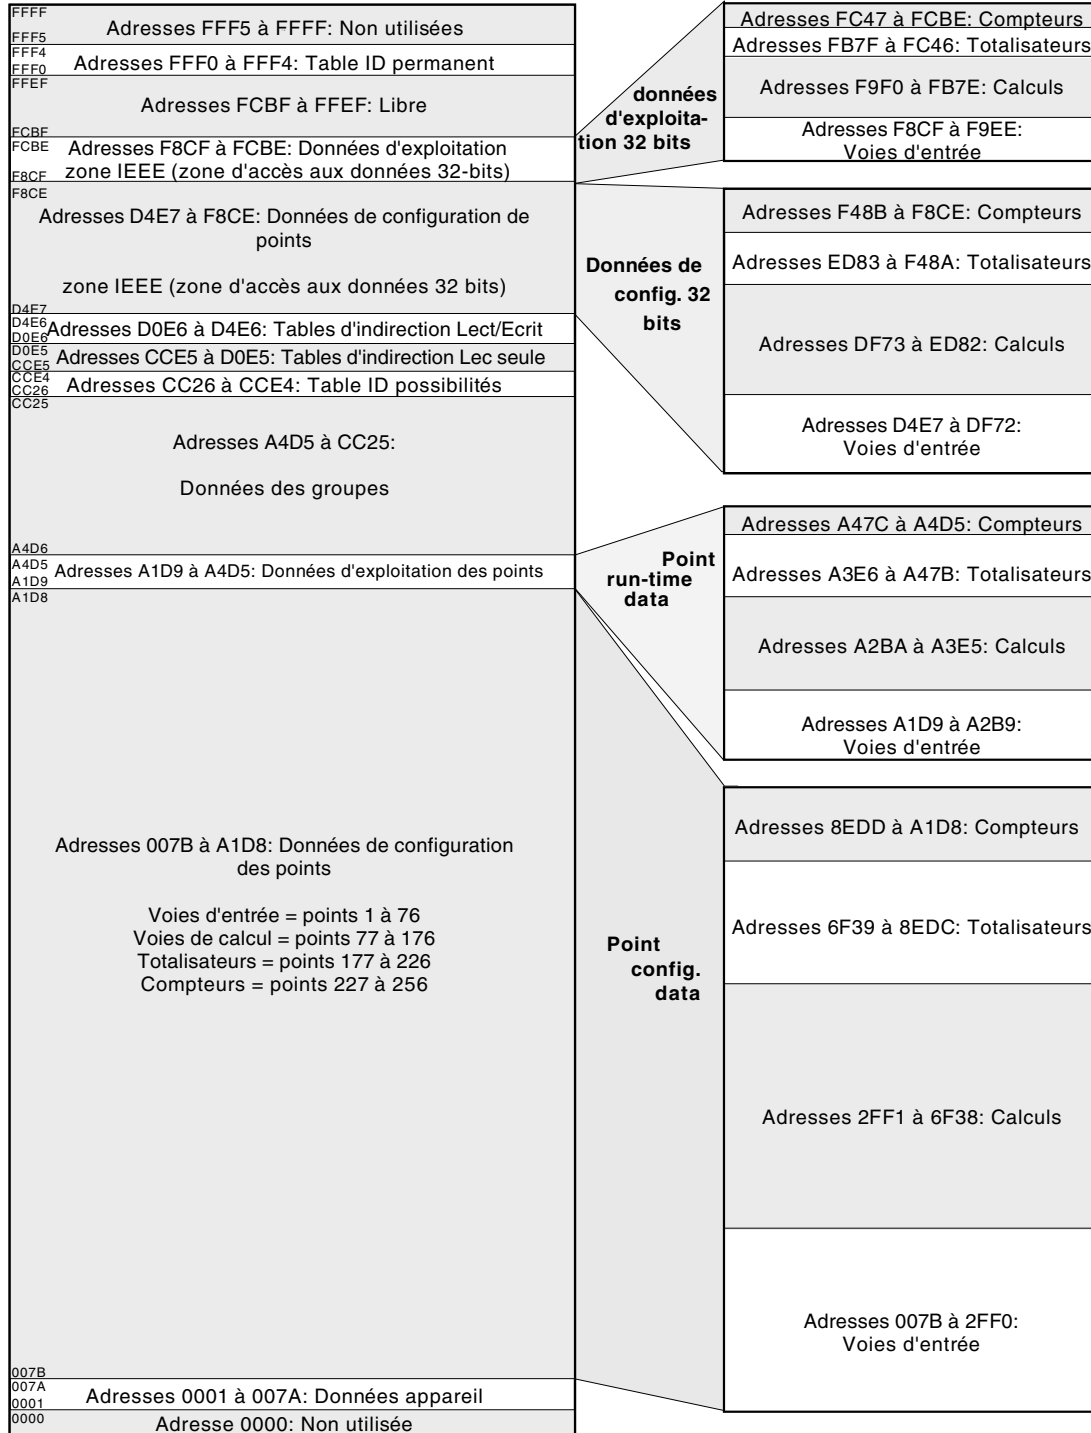 FFFF
Adresses FFF5 à FFFF: Non utilisées
FFF5
FFF4
Adresses FFF0 à FFF4: Table ID permanent
FFF0
FFEF
Adresses FCBF à FFEF: Libre
FCBF
FCBE
Adresses F8CF à FCBE: Données d'exploitation
zone IEEE (zone d'accès aux données 32-bits)
F8CF
F8CE
Adresses D4E7 à F8CE: Données de configuration de
points
zone IEEE (zone d'accès aux données 32 bits)
D4E7
D4E6
Adresses D0E6 à D4E6: Tables d'indirection Lect/Ecrit
D0E6
D0E5
Adresses CCE5 à D0E5: Tables d'indirection Lec seule
CCE5
CCE4
Adresses CC26 à CCE4: Table ID possibilités
CC26
CC25
Adresses A4D5 à CC25:
Données des groupes
A4D6
A4D5
Adresses A1D9 à A4D5: Données d'exploitation des points
A1D9
A1D8
Adresses 007B à A1D8: Données de configuration
des points
Voies d'entrée = points 1 à 76
Voies de calcul = points 77 à 176
Totalisateurs = points 177 à 226
Compteurs = points 227 à 256
007B
007A
Adresses 0001 à 007A: Données appareil
0001
0000
Adresse 0000: Non utilisée
données
d'exploita-
tion 32 bits
Adresses FC47 à FCBE: Compteurs
Adresses FB7F à FC46: Totalisateurs
Adresses F9F0 à FB7E: Calculs
Adresses F8CF à F9EE:
Voies d'entrée
Données de
config. 32
bits
Adresses F48B à F8CE: Compteurs
Adresses ED83 à F48A: Totalisateurs
Adresses DF73 à ED82: Calculs
Adresses D4E7 à DF72:
Voies d'entrée
Point
run-time
data
Adresses A47C à A4D5: Compteurs
Adresses A3E6 à A47B: Totalisateurs
Adresses A2BA à A3E5: Calculs
Adresses A1D9 à A2B9:
Voies d'entrée
Point
config.
data
Adresses 8EDD à A1D8: Compteurs
Adresses 6F39 à 8EDC: Totalisateurs
Adresses 2FF1 à 6F38: Calculs
Adresses 007B à 2FF0:
Voies d'entrée